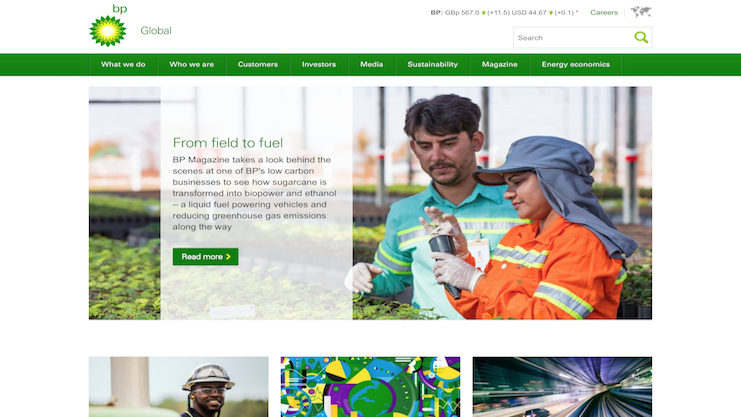 bp
Global
BP: GBp 567.0 (+11.5) USD 44.67 (+0.1) *
Careers
Search
What we do
Who we are
Customers
Investors
Media
Sustainability
Magazine
Energy economics
From field to fuel
BP Magazine takes a look behind the
scenes at one of BP's low carbon
businesses to see how sugarcane is
transformed into biopower and ethanol
– a liquid fuel powering vehicles and
reducing greenhouse gas emissions
along the way
Read more